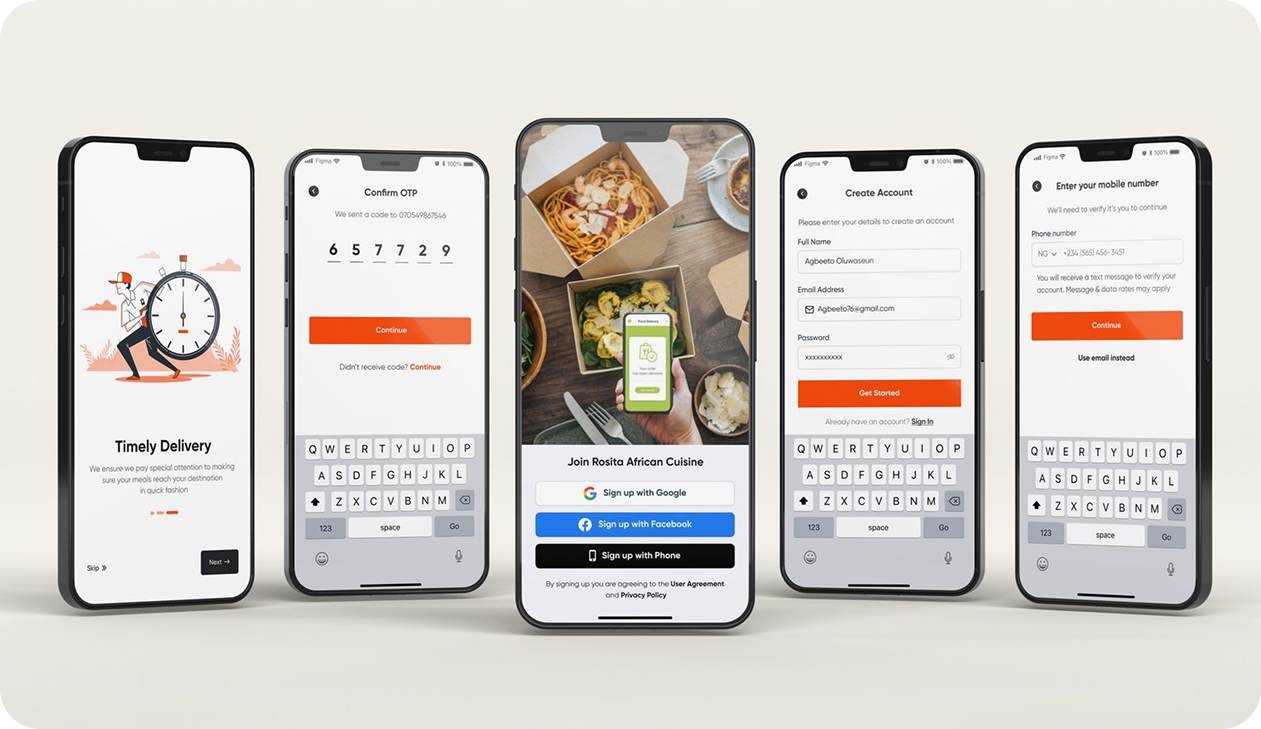 Timely Delivery
We ensure we pay special attention to making
sure your meals reach your destination
in quick fashion
Skip
Next →
Figma
100%
Confirm OTP
We sent a code to 070549867546
6 5 7 7 2 9
Continue
Didn't receive code? Continue
Q W E R T Y U I O P
A S D F G H J K L
Z X C V B N M
123 space Go
Food Delivery
Your order
has been delivered
Join Rosita African Cuisine
Sign up with Google
Sign up with Facebook
Sign up with Phone
By signing up you are agreeing to the User Agreement
and Privacy Policy
Figma
100%
Create Account
Please enter your details to create an account
Full Name
Agbeeto Oluwaseun
Email Address
Agbeeto76@gmail.com
Password
xxxxxxxxxx
Get Started
Already have an account? Sign In
Q W E R T Y U I O P
A S D F G H J K L
Z X C V B N M
123 space Go
Figma
100%
Enter your mobile number
We'll need to verify it's you to continue
Phone number
NG +234 (565) 456-3451
You will receive a text message to verify your
account. Message & data rates may apply
Continue
Use email instead
Q W E R T Y U I O P
A S D F G H J K L
Z X C V B N M
123 space Go